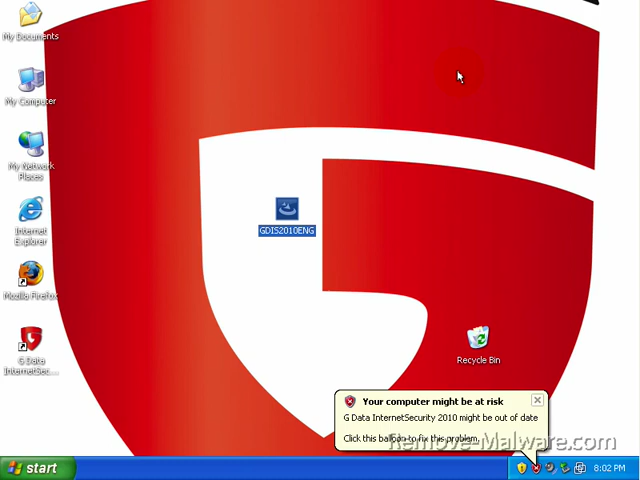 My Documents
My Computer
My Network
Places
Internet
Explorer
Mozilla Firefox
G Data
InternetSec...
GDIS2010ENG
Recycle Bin
Your computer might be at risk
G Data InternetSecurity 2010 might be out of date
Click this balloon to fix this problem.
Remove-Malware.com
start
8:02 PM